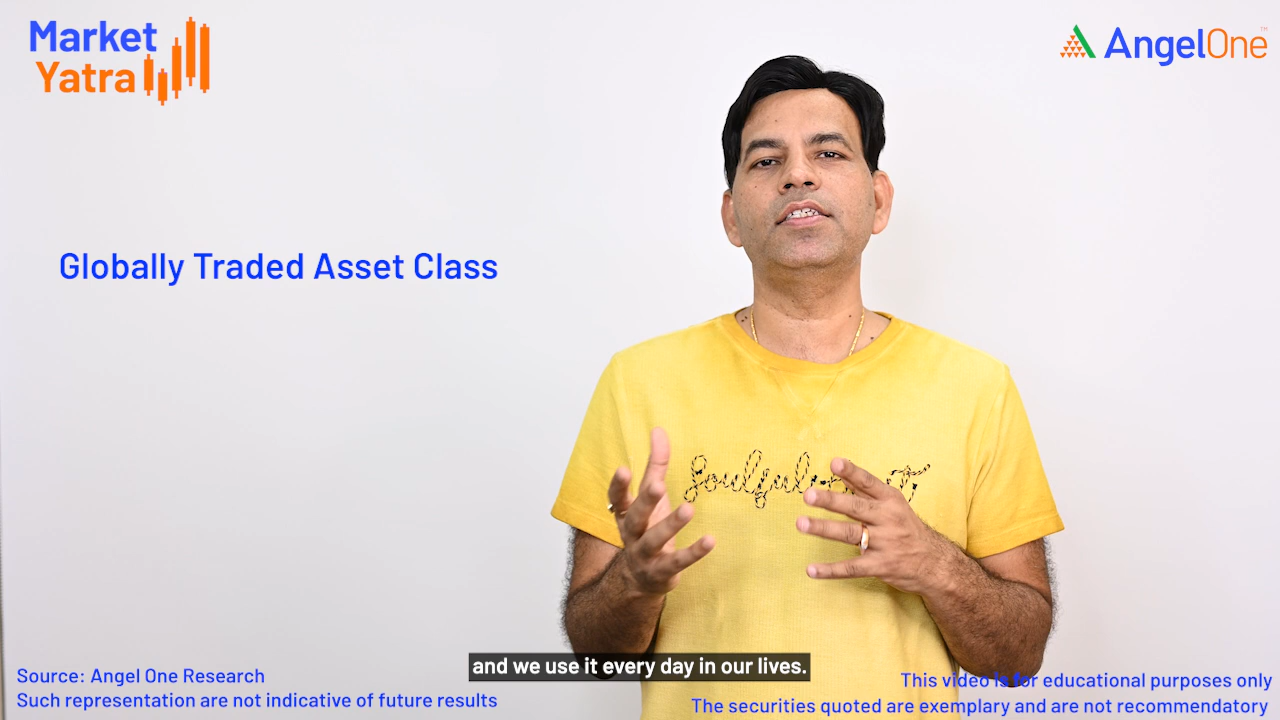 Market
Yatra
AngelOne
TM
Globally Traded Asset Class
and we use it every day in our lives.
Source: Angel One Research
Such representation are not indicative of future results
This video is for educational purposes only
The securities quoted are exemplary and are not recommendatory